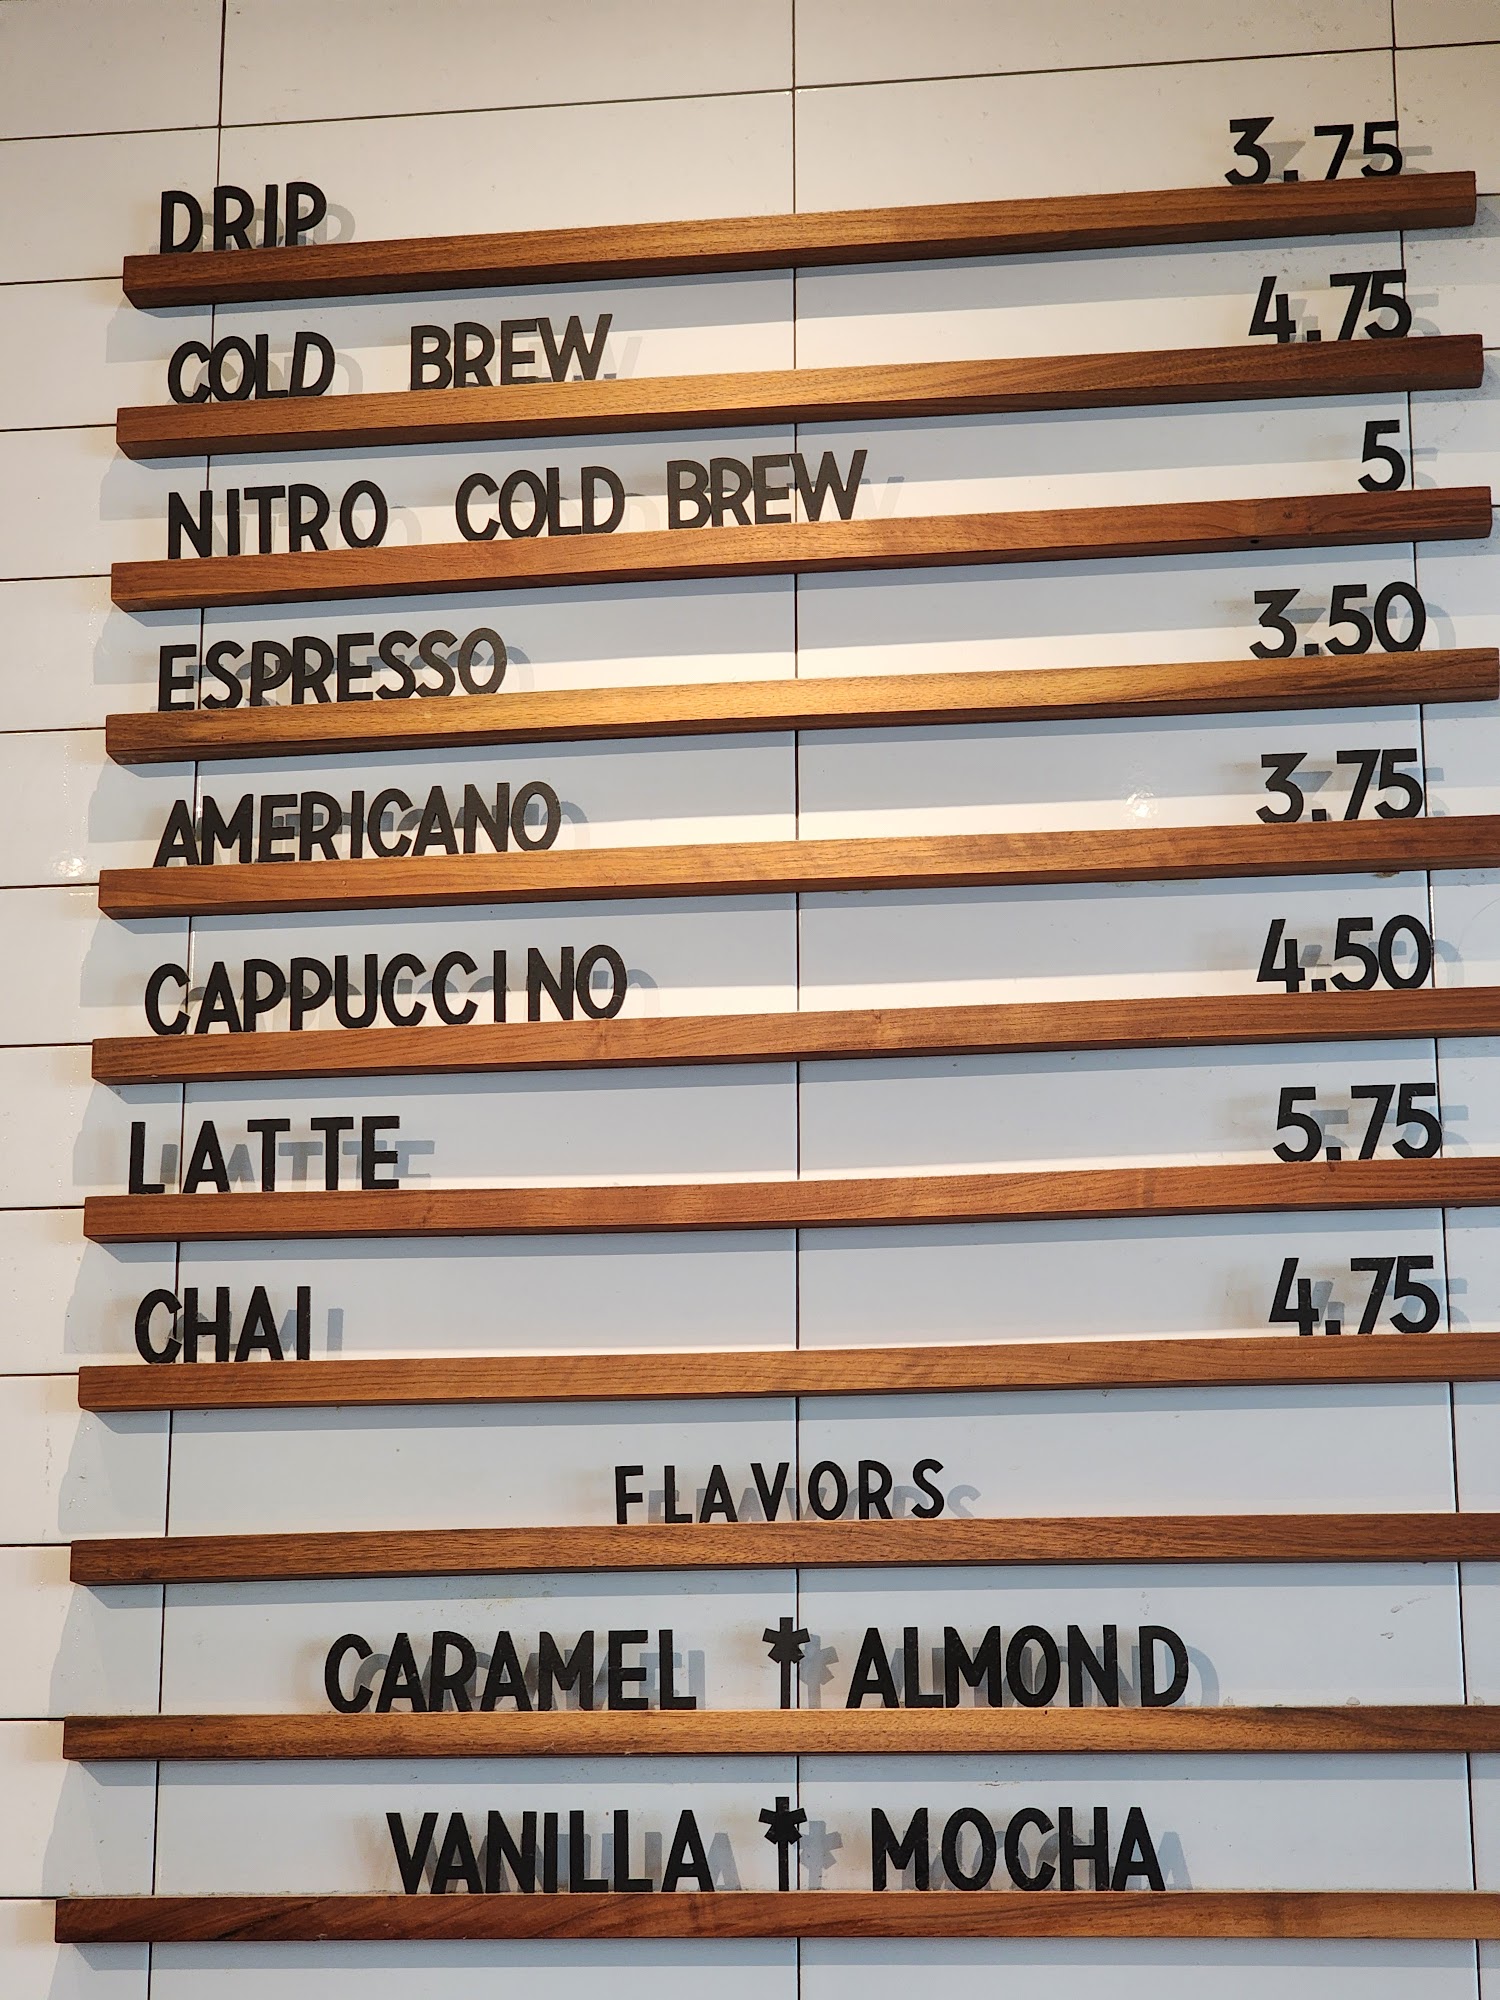 DRIP 3.75
COLD BREW 4.75
NITRO COLD BREW 5
ESPRESSO 3.50
AMERICANO 3.75
CAPPUCCINO 4.50
LATTE 5.75
CHAI 4.75
FLAVORS
CARAMEL * ALMOND
VANILLA * MOCHA